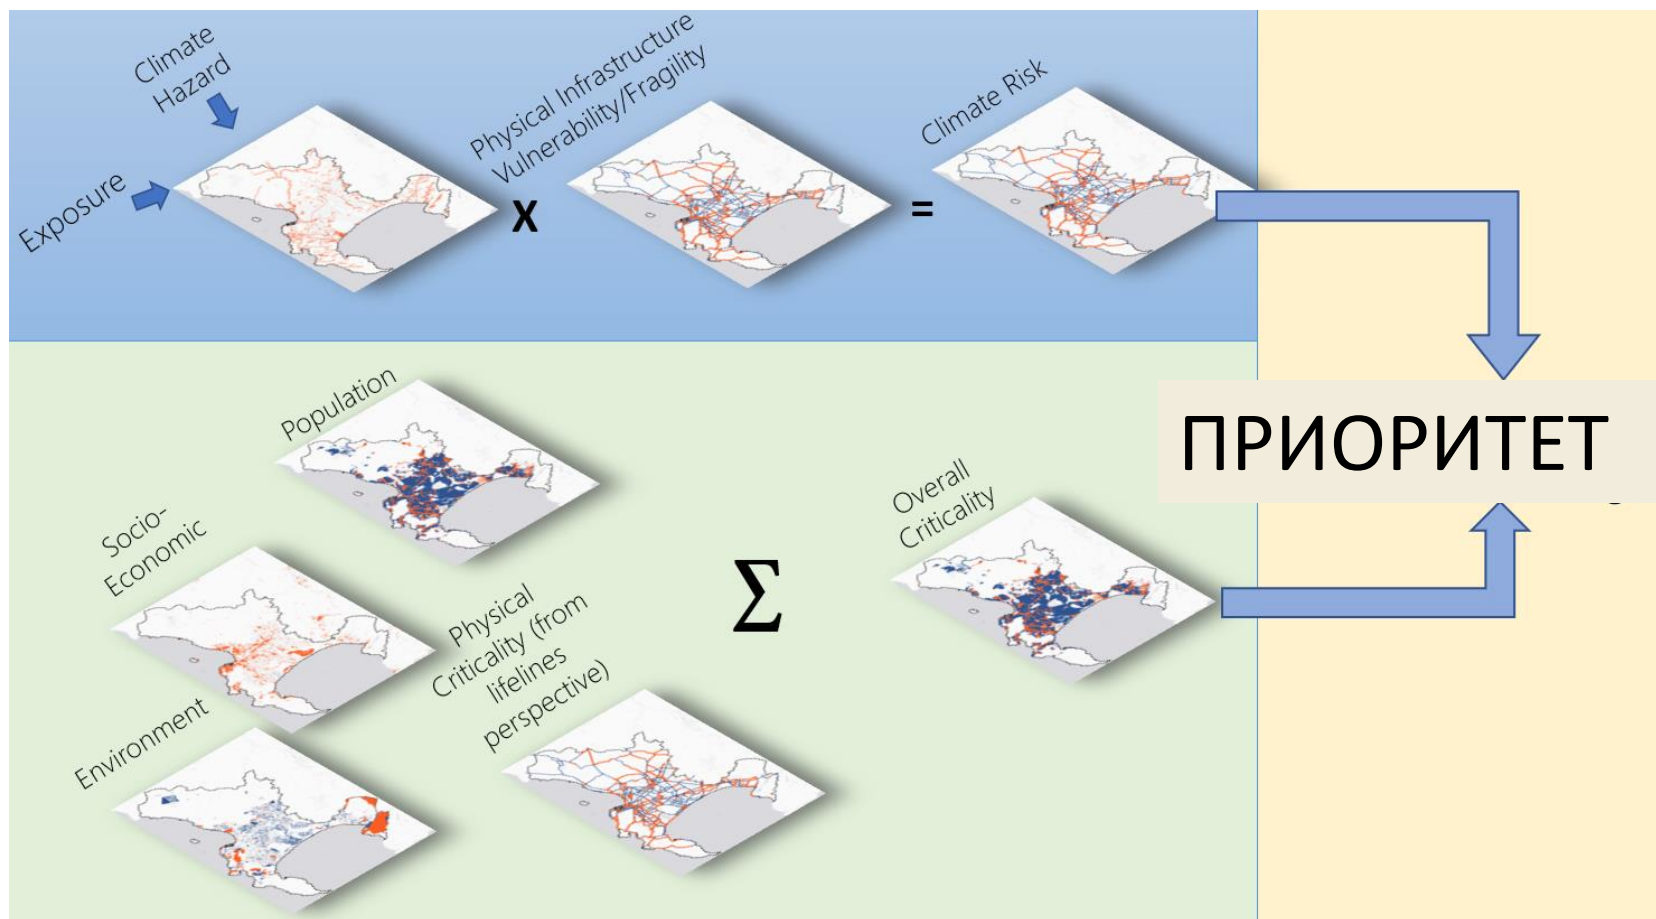 Climate
Hazard
Exposure
X
Physical Infrastructure
Vulnerability/Fragility
=
Climate Risk
ПРИОРИТЕТ
Population
Socio-
Economic
Environment
Physical
Criticality (from
lifelines
perspective)
∑
Overall
Criticality